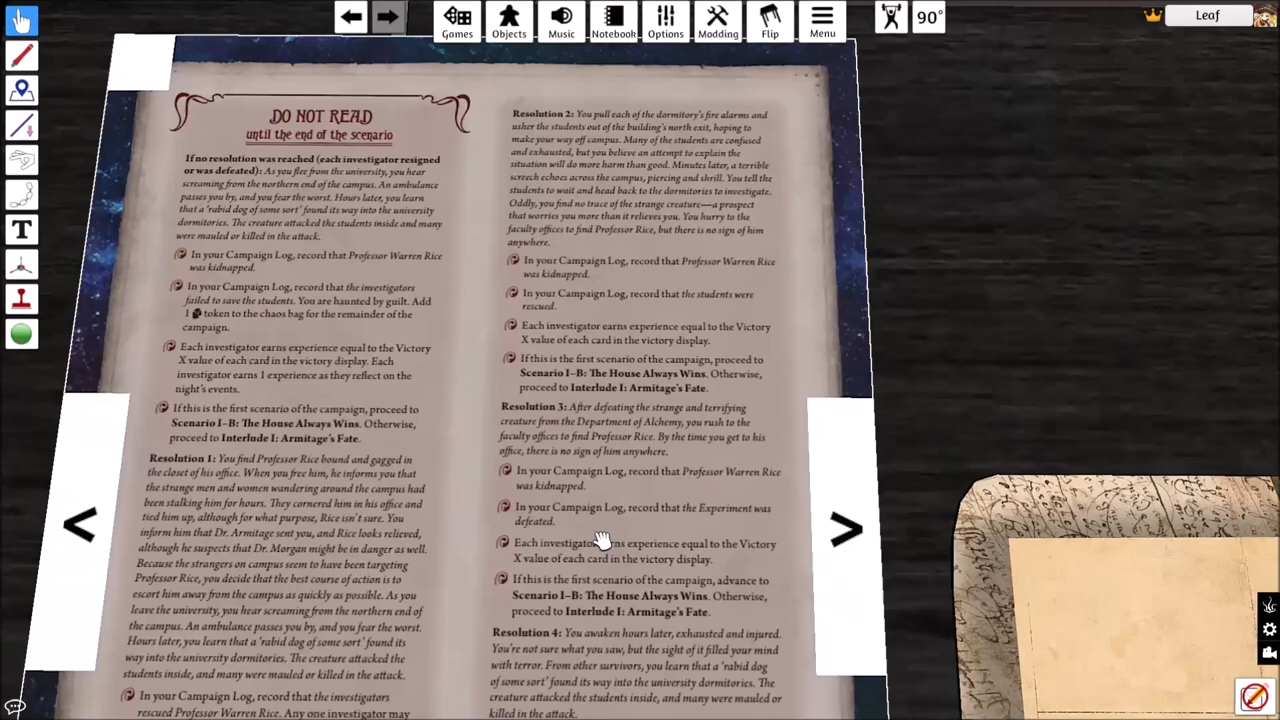 Games
Objects
Music
Notebook
Options
Modding
Flip
Menu
90°
Leaf
T
DO NOT READ
until the end of the scenario
If no resolution was reached (each investigator resigned
or was defeated): As you flee from the university, you hear
screaming from the northern end of the campus. An ambulance
passes you by, and you fear the worst. Hours later, you learn
that a ‘rabid dog of some sort’ found its way into the university
dormitories. The creature attacked the students inside and many
were mauled or killed in the attack.
In your Campaign Log, record that Professor Warren Rice
was kidnapped.
In your Campaign Log, record that the investigators
failed to save the students. You are haunted by guilt. Add
1 token to the chaos bag for the remainder of the
campaign.
Each investigator earns experience equal to the Victory
X value of each card in the victory display. Each
investigator earns 1 experience as they reflect on the
night's events.
If this is the first scenario of the campaign, proceed to
Scenario I–B: The House Always Wins. Otherwise,
proceed to Interlude I: Armitage's Fate.
Resolution 1: You find Professor Rice bound and gagged in
the closet of his office. When you free him, he informs you that
the strange men and women wandering around the campus had
been stalking him for hours. They cornered him in his office and
tied him up, although for what purpose, Rice isn't sure. You
inform him that Dr. Armitage sent you, and Rice looks relieved,
although he suspects that Dr. Morgan might be in danger as well.
Because the strangers on campus seem to have been targeting
Professor Rice, you decide that the best course of action is to
escort him away from the campus as quickly as possible. As you
leave the university, you hear screaming from the northern end of
the campus. An ambulance passes you by, and you fear the worst.
Hours later, you learn that a ‘rabid dog of some sort’ found its
way into the university dormitories. The creature attacked the
students inside, and many were mauled or killed in the attack.
In your Campaign Log, record that the investigators
rescued Professor Warren Rice. Any one investigator may
Resolution 2: You pull each of the dormitory's fire alarms and
usher the students out of the building's north exit, hoping to
make your way off campus. Many of the students are confused
and exhausted, but you believe an attempt to explain the
situation will do more harm than good. Minutes later, a terrible
screech echoes across the campus, piercing and shrill. You tell the
students to wait and head back to the dormitories to investigate.
Oddly, you find no trace of the strange creature—a prospect
that worries you more than it relieves you. You hurry to the
faculty offices to find Professor Rice, but there is no sign of him
anywhere.
In your Campaign Log, record that Professor Warren Rice
was kidnapped.
In your Campaign Log, record that the students were
rescued.
Each investigator earns experience equal to the Victory
X value of each card in the victory display.
If this is the first scenario of the campaign, proceed to
Scenario I–B: The House Always Wins. Otherwise,
proceed to Interlude I: Armitage's Fate.
Resolution 3: After defeating the strange and terrifying
creature from the Department of Alchemy, you rush to the
faculty offices to find Professor Rice. By the time you get to his
office, there is no sign of him anywhere.
In your Campaign Log, record that Professor Warren Rice
was kidnapped.
In your Campaign Log, record that the Experiment was
defeated.
Each investigator earns experience equal to the Victory
X value of each card in the victory display.
If this is the first scenario of the campaign, advance to
Scenario I–B: The House Always Wins. Otherwise,
proceed to Interlude I: Armitage's Fate.
Resolution 4: You awaken hours later, exhausted and injured.
You're not sure what you saw, but the sight of it filled your mind
with terror. From other survivors, you learn that a ‘rabid dog
of some sort’ found its way into the university dormitories. The
creature attacked the students inside, and many were mauled or
killed in the attack.
<
>